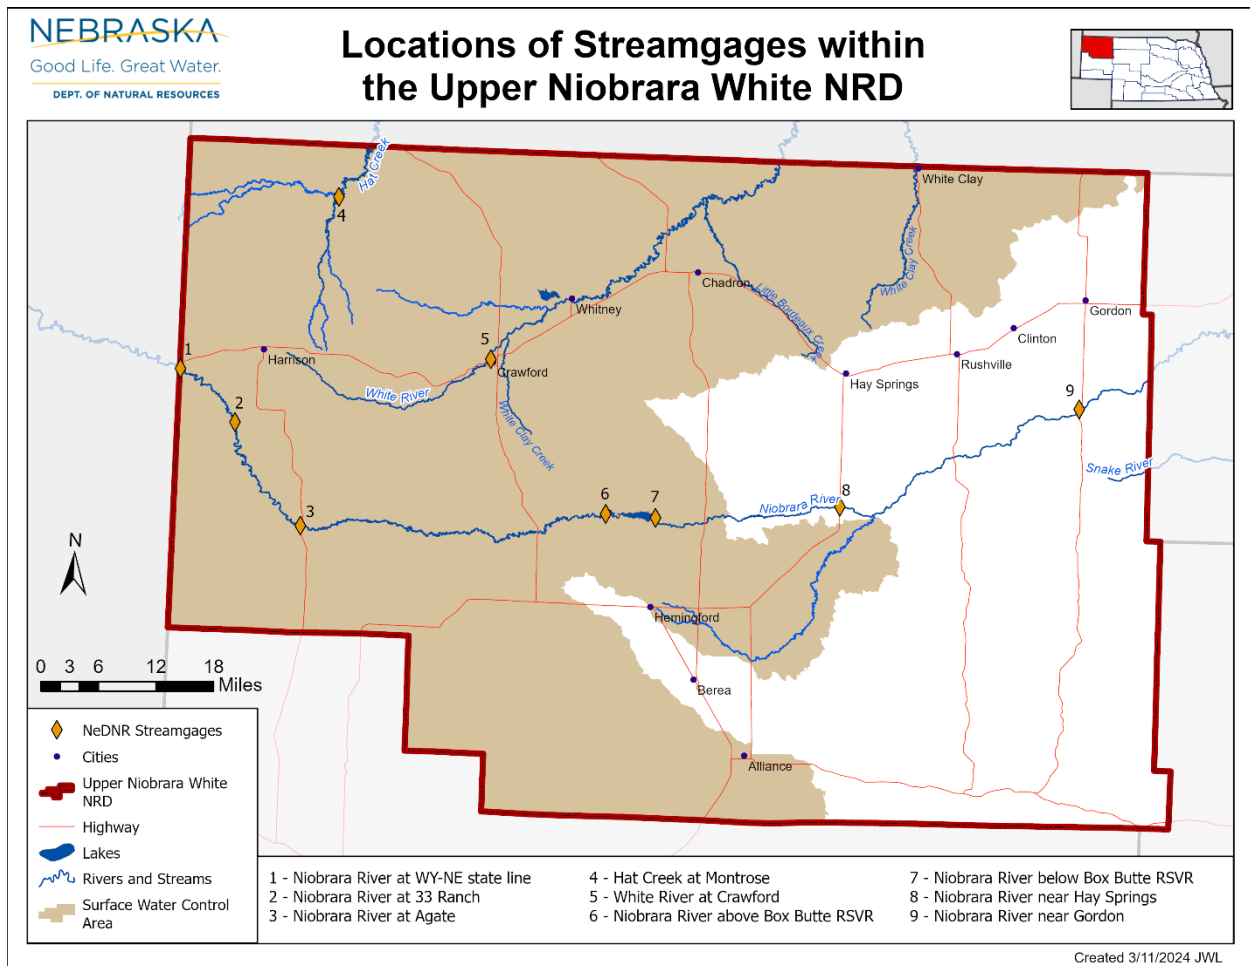 NEBRASKA
Good Life. Great Water.
DEPT. OF NATURAL RESOURCES
Locations of Streamgages within
the Upper Niobrara White NRD
Hat Creek
4
White Clay
White Clay Creek
Chadron
Little Bordeaux Creek
Whitney
Gordon
Clinton
1
Harrison
5
Crawford
Rushville
Hay Springs
White River
2
White Clay Creek
9
Snake River
3
6
7
Niobrara River
8
N
Hemingford
Berea
Alliance
0 3 6 12 18
Miles
NeDNR Streamgages
Cities
Upper Niobrara White
NRD
Highway
Lakes
Rivers and Streams
Surface Water Control
Area
1 - Niobrara River at WY-NE state line
2 - Niobrara River at 33 Ranch
3 - Niobrara River at Agate
4 - Hat Creek at Montrose
5 - White River at Crawford
6 - Niobrara River above Box Butte RSVR
7 - Niobrara River below Box Butte RSVR
8 - Niobrara River near Hay Springs
9 - Niobrara River near Gordon
Created 3/11/2024 JWL